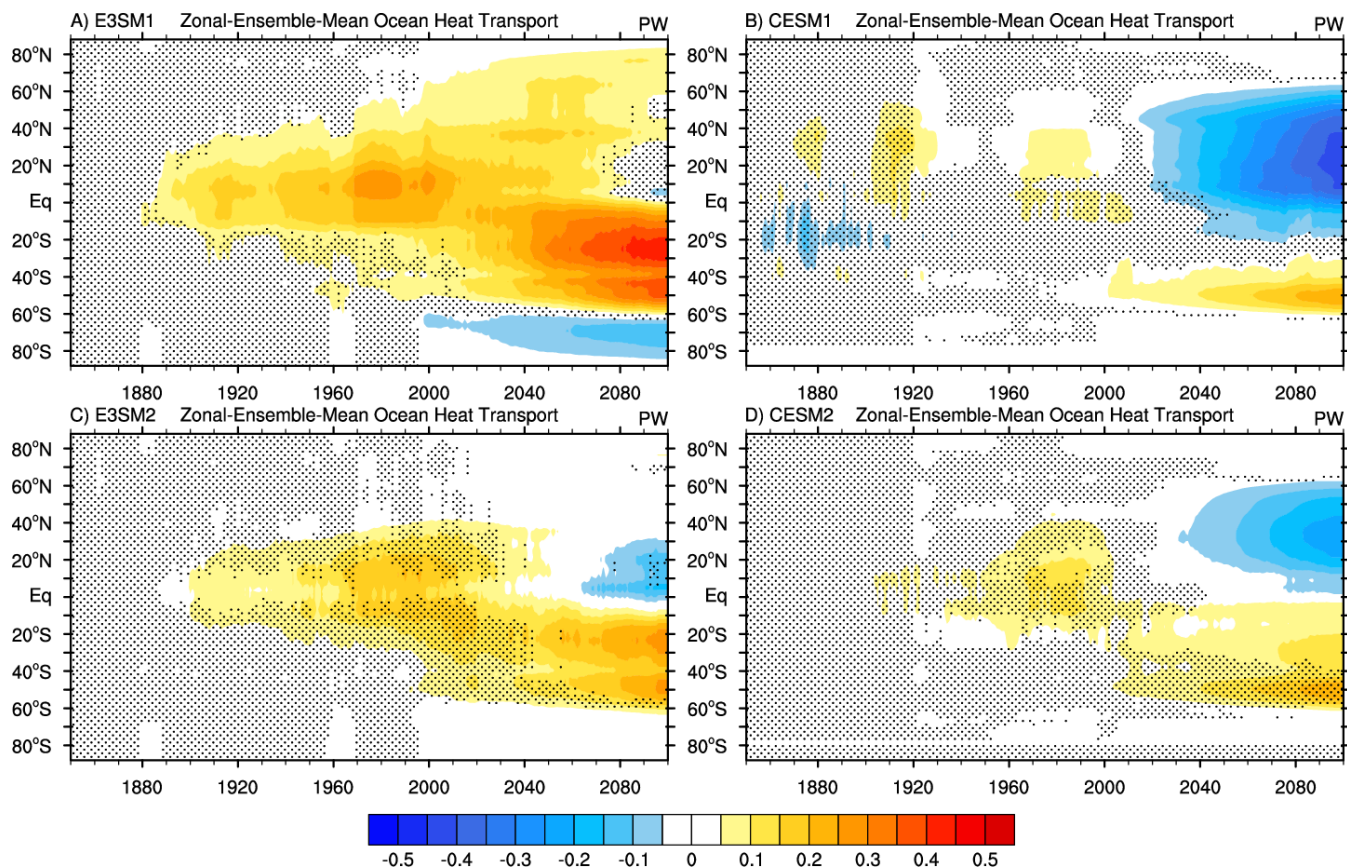 A) E3SM1 Zonal-Ensemble-Mean Ocean Heat Transport PW
80°N
60°N
40°N
20°N
Eq
20°S
40°S
60°S
80°S
1880 1920 1960 2000 2040 2080
B) CESM1 Zonal-Ensemble-Mean Ocean Heat Transport PW
80°N
60°N
40°N
20°N
Eq
20°S
40°S
60°S
80°S
1880 1920 1960 2000 2040 2080
C) E3SM2 Zonal-Ensemble-Mean Ocean Heat Transport PW
80°N
60°N
40°N
20°N
Eq
20°S
40°S
60°S
80°S
1880 1920 1960 2000 2040 2080
D) CESM2 Zonal-Ensemble-Mean Ocean Heat Transport PW
80°N
60°N
40°N
20°N
Eq
20°S
40°S
60°S
80°S
1880 1920 1960 2000 2040 2080
-0.5 -0.4 -0.3 -0.2 -0.1 0 0.1 0.2 0.3 0.4 0.5